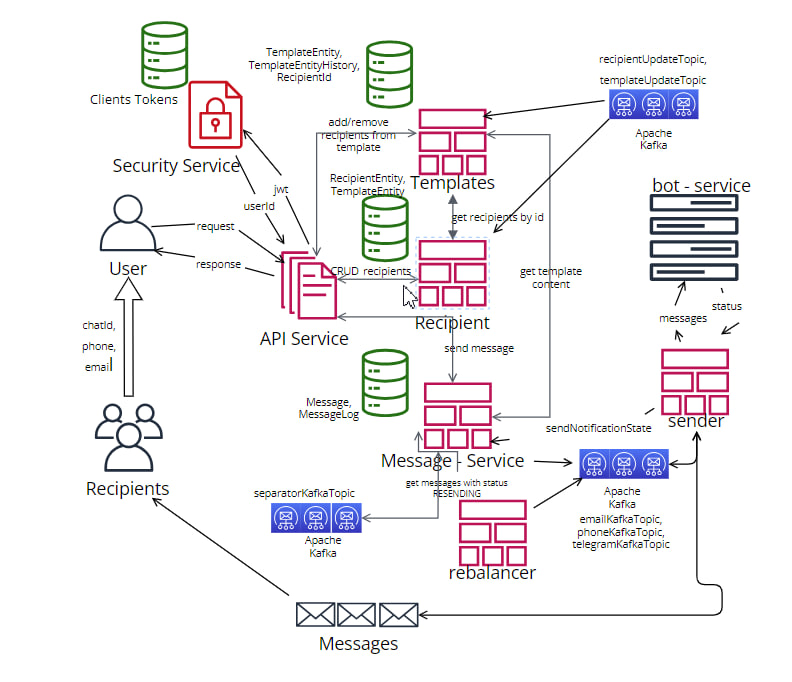 TemplateEntity,
TemplateEntityHistory,
RecipientId
recipientUpdateTopic,
templateUpdateTopic
Clients Tokens
add/remove
recipients from
template
Apache
Kafka
Security Service
RecipientEntity,
TemplateEntity
Templates
bot - service
jwt
userId
get recipients by id
request
response
User
CRUD recipients
get template
content
status
messages
chatId,
phone,
email
API Service
Recipient
send message
Message,
MessageLog
sender
sendNotificationState
Recipients
Message - Service
get messages with status
RESENDING
separatorKafkaTopic
Apache
Kafka
Apache
Kafka
emailKafkaTopic,
phoneKafkaTopic,
telegramKafkaTopic
rebalancer
Messages